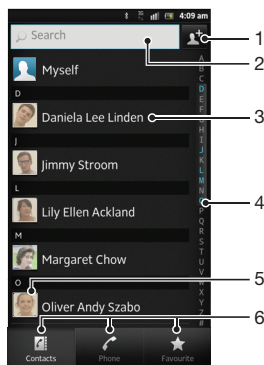 4:09 am
Search
1
2
Myself
D
Daniela Lee Linden
3
J
Jimmy Stroom
L
Lily Ellen Ackland
4
M
Margaret Chow
O
Oliver Andy Szabo
5
6
Contacts
Phone
Favourite
A
B
C
D
E
F
G
H
I
J
K
L
M
N
P
Q
R
S
T
U
V
W
X
Y
Z
#